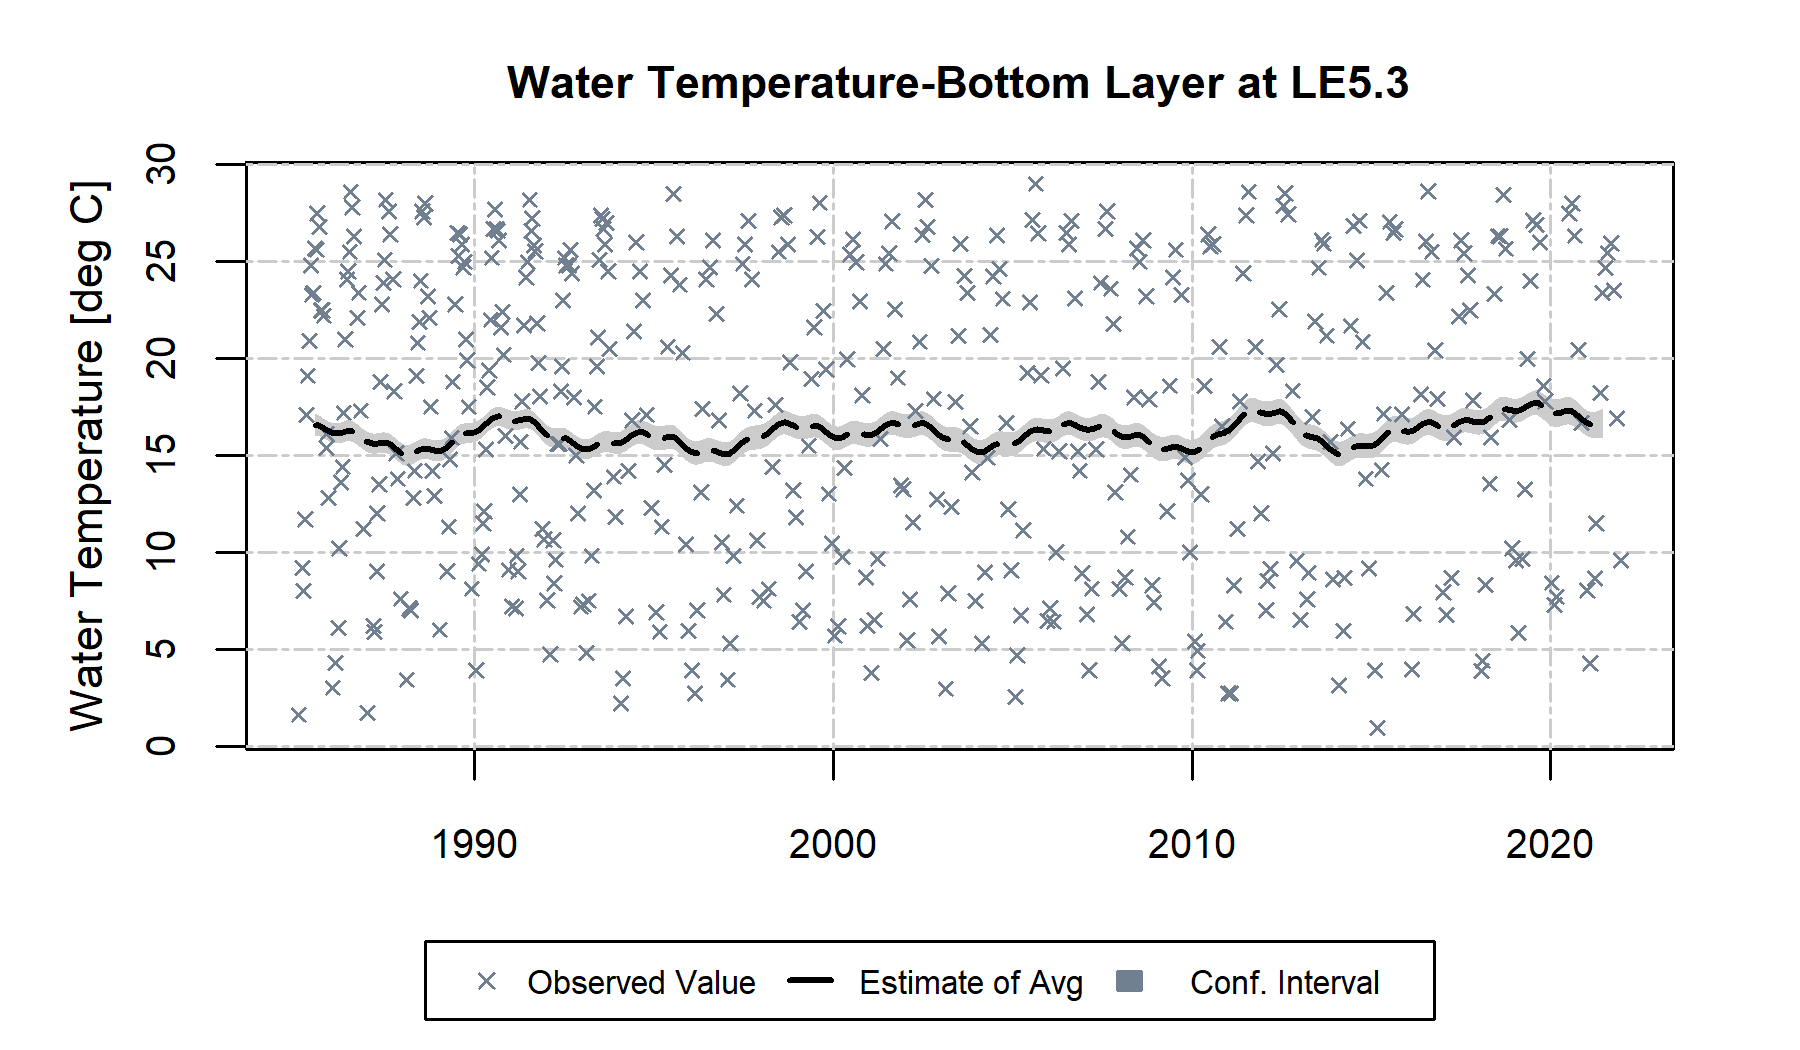 Water Temperature-Bottom Layer at LE5.3
Water Temperature [deg C]
30
25
20
15
10
5
0
1990 2000 2010 2020
Observed Value Estimate of Avg Conf. Interval